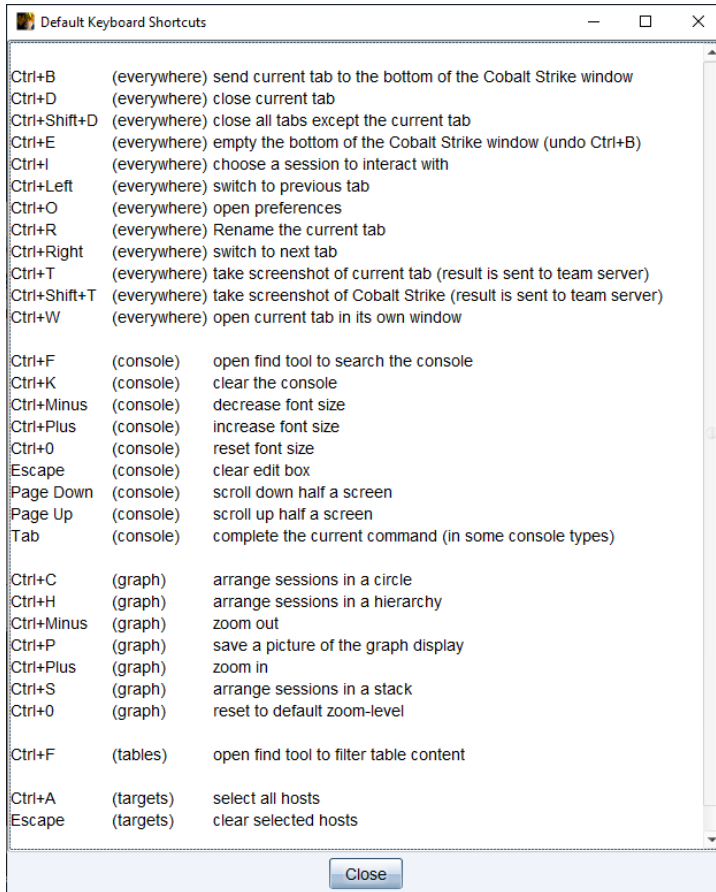 Default Keyboard Shortcuts
Ctrl+B (everywhere) send current tab to the bottom of the Cobalt Strike window
Ctrl+D (everywhere) close current tab
Ctrl+Shift+D (everywhere) close all tabs except the current tab
Ctrl+E (everywhere) empty the bottom of the Cobalt Strike window (undo Ctrl+B)
Ctrl+I (everywhere) choose a session to interact with
Ctrl+Left (everywhere) switch to previous tab
Ctrl+O (everywhere) open preferences
Ctrl+R (everywhere) Rename the current tab
Ctrl+Right (everywhere) switch to next tab
Ctrl+T (everywhere) take screenshot of current tab (result is sent to team server)
Ctrl+Shift+T (everywhere) take screenshot of Cobalt Strike (result is sent to team server)
Ctrl+W (everywhere) open current tab in its own window
Ctrl+F (console) open find tool to search the console
Ctrl+K (console) clear the console
Ctrl+Minus (console) decrease font size
Ctrl+Plus (console) increase font size
Ctrl+0 (console) reset font size
Escape (console) clear edit box
Page Down (console) scroll down half a screen
Page Up (console) scroll up half a screen
Tab (console) complete the current command (in some console types)
Ctrl+C (graph) arrange sessions in a circle
Ctrl+H (graph) arrange sessions in a hierarchy
Ctrl+Minus (graph) zoom out
Ctrl+P (graph) save a picture of the graph display
Ctrl+Plus (graph) zoom in
Ctrl+S (graph) arrange sessions in a stack
Ctrl+0 (graph) reset to default zoom-level
Ctrl+F (tables) open find tool to filter table content
Ctrl+A (targets) select all hosts
Escape (targets) clear selected hosts
Close